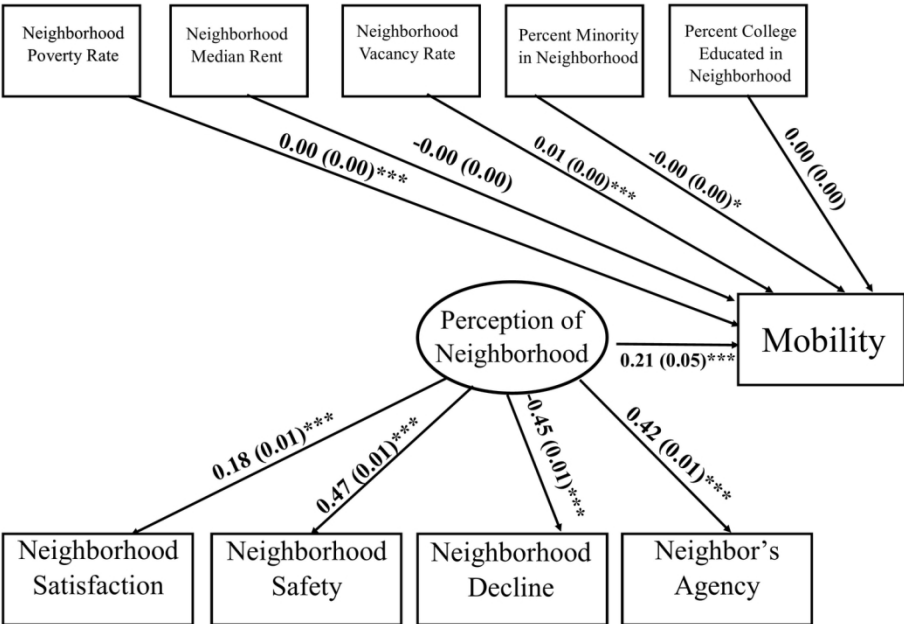 Neighborhood
Poverty Rate
Neighborhood
Median Rent
Neighborhood
Vacancy Rate
Percent Minority
in Neighborhood
Percent College
Educated in
Neighborhood
0.00 (0.00)***
-0.00 (0.00)
0.01 (0.00)***
-0.00 (0.00)*
0.00 (0.00)
Perception of
Neighborhood
0.21 (0.05)***
Mobility
0.18 (0.01)***
0.47 (0.01)***
-0.45 (0.01)***
0.42 (0.01)***
Neighborhood
Satisfaction
Neighborhood
Safety
Neighborhood
Decline
Neighbor’s
Agency